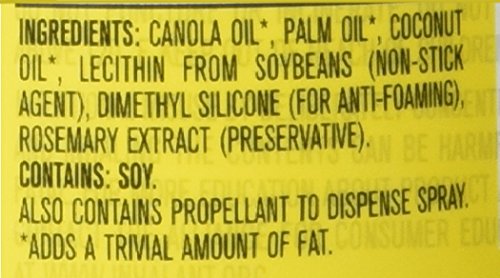 INGREDIENTS: CANOLA OIL*, PALM OIL*, COCONUT
OIL*, LECITHIN FROM SOYBEANS (NON-STICK
AGENT), DIMETHYL SILICONE (FOR ANTI-FOAMING),
ROSEMARY EXTRACT (PRESERVATIVE).
CONTAINS: SOY
ALSO CONTAINS PROPELLANT TO DISPENSE SPRAY.
*ADDS A TRIVIAL AMOUNT OF FAT.